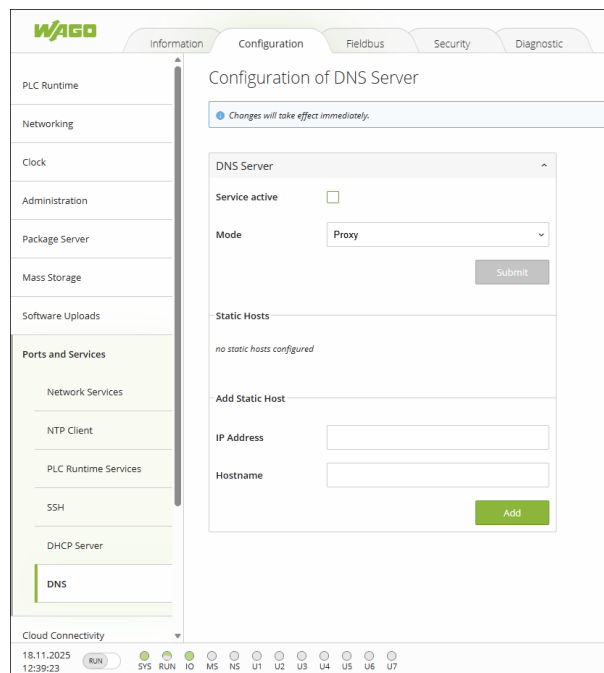 WAGO
Information
Configuration
Fieldbus
Security
Diagnostic
PLC Runtime
Networking
Clock
Administration
Package Server
Mass Storage
Software Uploads
Ports and Services
Network Services
NTP Client
PLC Runtime Services
SSH
DHCP Server
DNS
Cloud Connectivity
Configuration of DNS Server
Changes will take effect immediately.
DNS Server
Service active
Mode
Proxy
Submit
Static Hosts
no static hosts configured
Add Static Host
IP Address
Hostname
Add
18.11.2025
12:39:23
RUN
SYS RUN IO MS NS U1 U2 U3 U4 U5 U6 U7